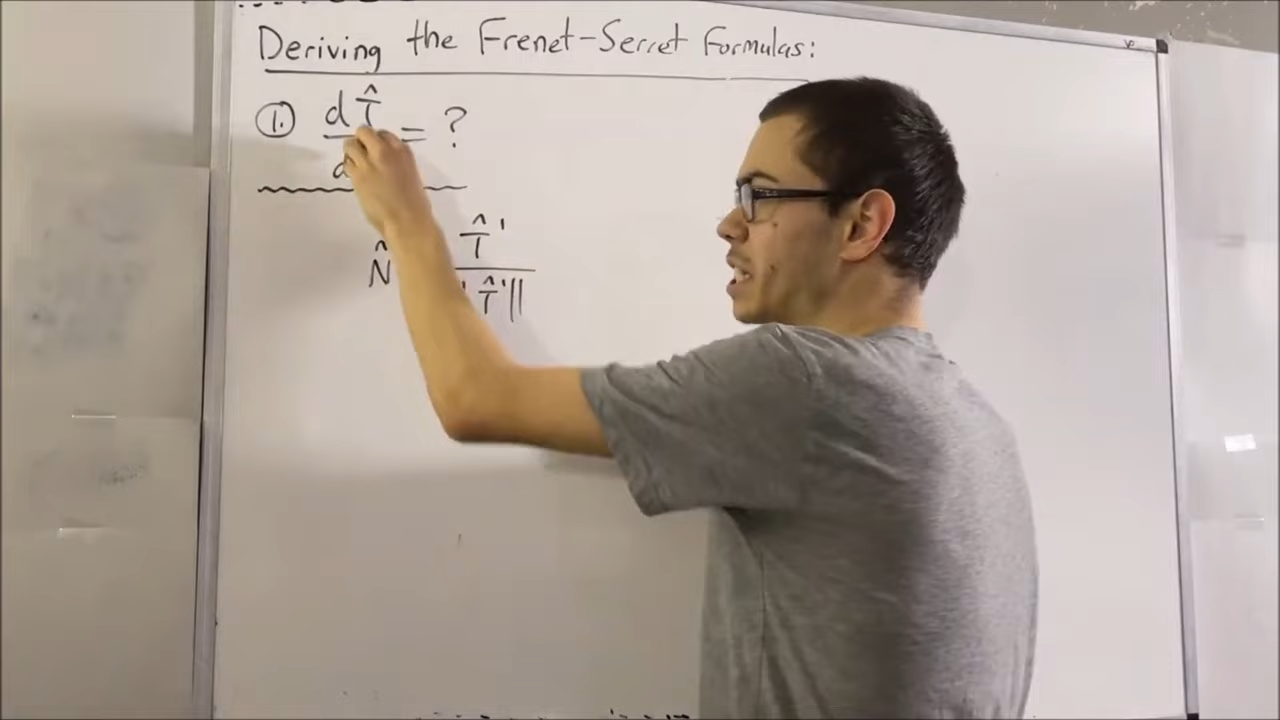 Deriving the Frenet-Serret Formulas:
1. dT̂ = ?
d
N̂ T̂'
T̂'||